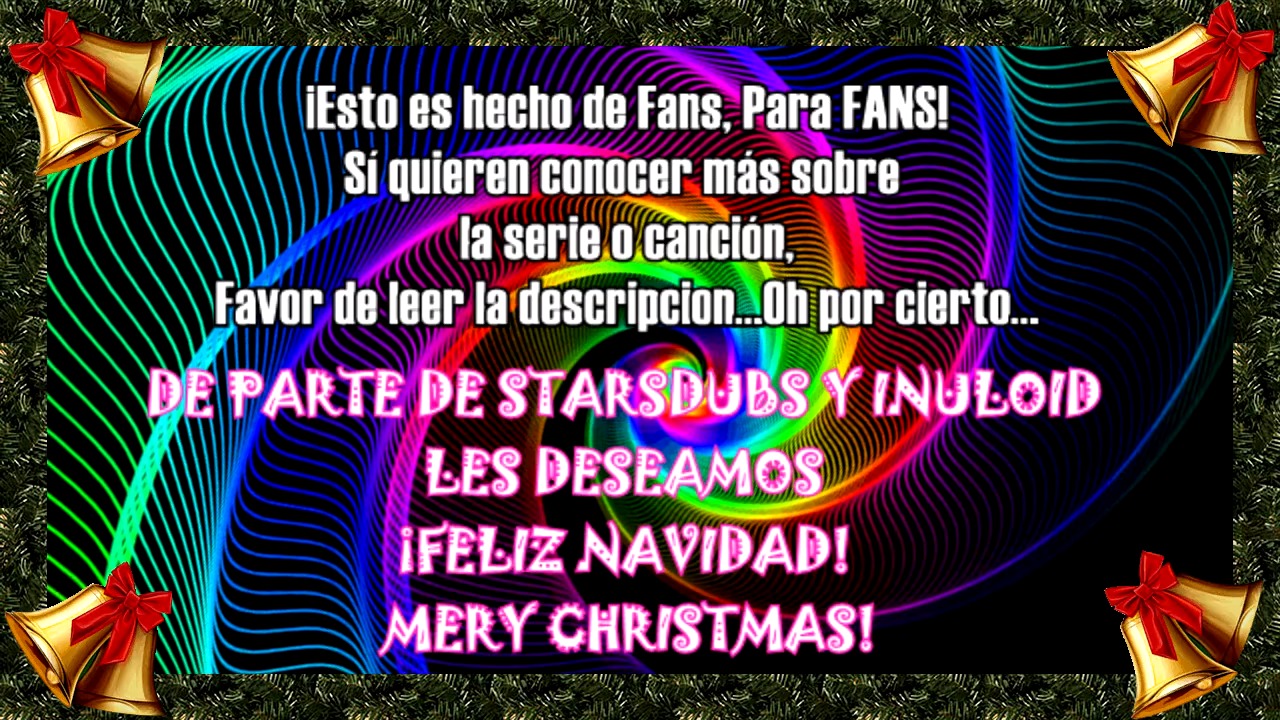 ¡Esto es hecho de Fans, Para FANS!
Sí quieren conocer más sobre
la serie o canción,
Favor de leer la descripcion...Oh por cierto...
DE PARTE DE STARSDUBS Y INULOID
LES DESEAMOS
¡FELIZ NAVIDAD!
MERY CHRISTMAS!